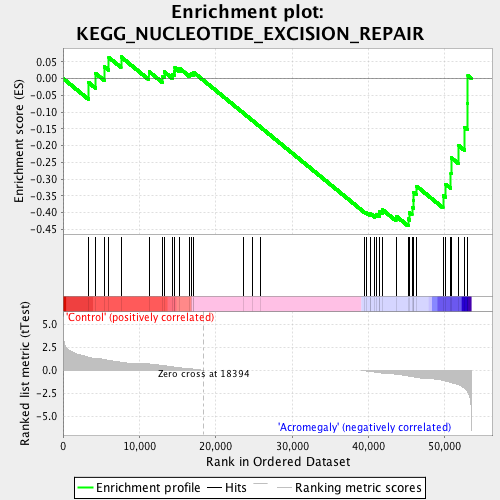 Enrichment plot:
KEGG_NUCLEOTIDE_EXCISION_REPAIR
Enrichment score (ES)
0.05
0.00
-0.05
-0.10
-0.15
-0.20
-0.25
-0.30
-0.35
-0.40
-0.45
'Control' (positively correlated)
Ranked list metric (tTest)
5.0
2.5
0.0
-2.5
-5.0
Zero cross at 18394
'Acromegaly' (negatively correlated)
0
10,000
20,000
30,000
40,000
50,000
Rank in Ordered Dataset
Enrichment profile
Hits
Ranking metric scores